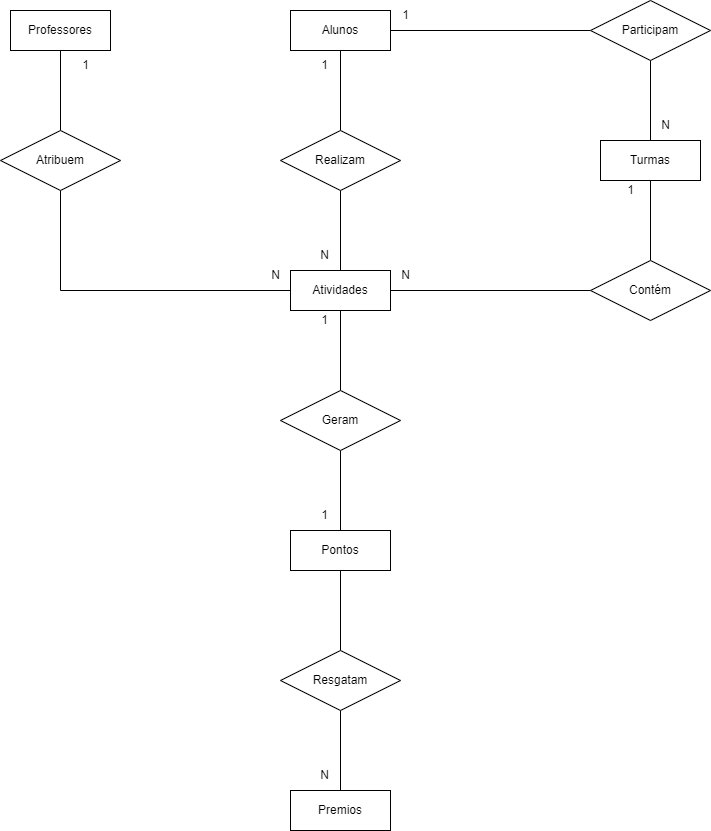 Professores
Alunos
1
Participam
1
1
N
Atribuem
Realizam
Turmas
1
N
N
Atividades
N
Contém
1
Geram
1
Pontos
Resgatam
N
Premios